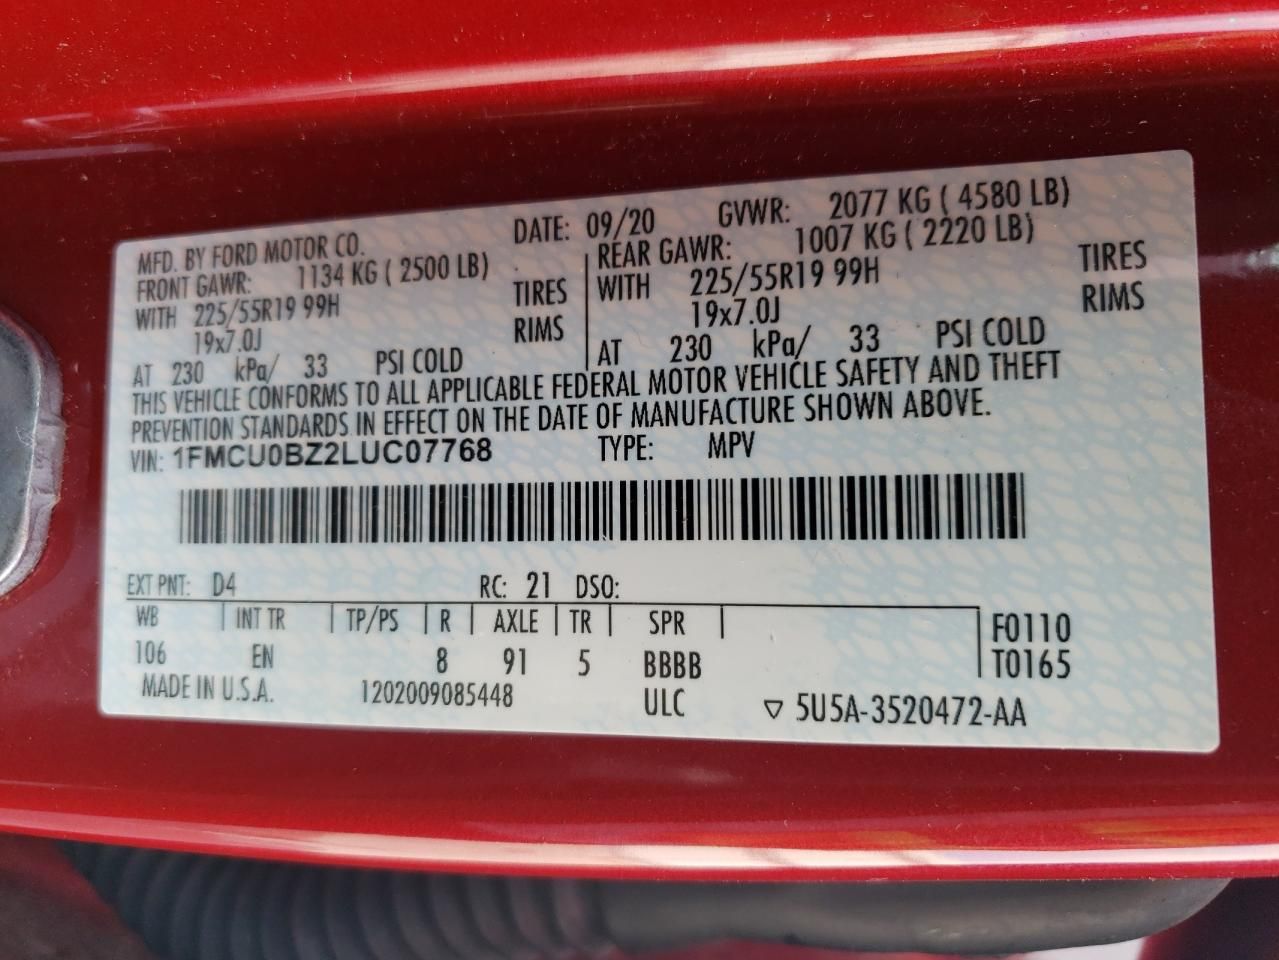 MFD. BY FORD MOTOR CO. DATE: 09/20 GVWR: 2077 KG ( 4580 LB)
FRONT GAWR: 1134 KG ( 2500 LB) REAR GAWR: 1007 KG ( 2220 LB)
WITH 225/55R19 99H TIRES WITH 225/55R19 99H TIRES
19x7.0J RIMS 19x7.0J RIMS
AT 230 kPa/ 33 PSI COLD AT 230 kPa/ 33 PSI COLD
THIS VEHICLE CONFORMS TO ALL APPLICABLE FEDERAL MOTOR VEHICLE SAFETY AND THEFT
PREVENTION STANDARDS IN EFFECT ON THE DATE OF MANUFACTURE SHOWN ABOVE.
VIN: 1FMCU0BZ2LUC07768 TYPE: MPV
EXT PNT: D4 RC: 21 DSO:
WB INT TR TP/PS R AXLE TR SPR F0110
106 EN 8 91 5 BBBB T0165
MADE IN U.S.A. 1202009085448 ULC ▽ 5U5A-3520472-AA